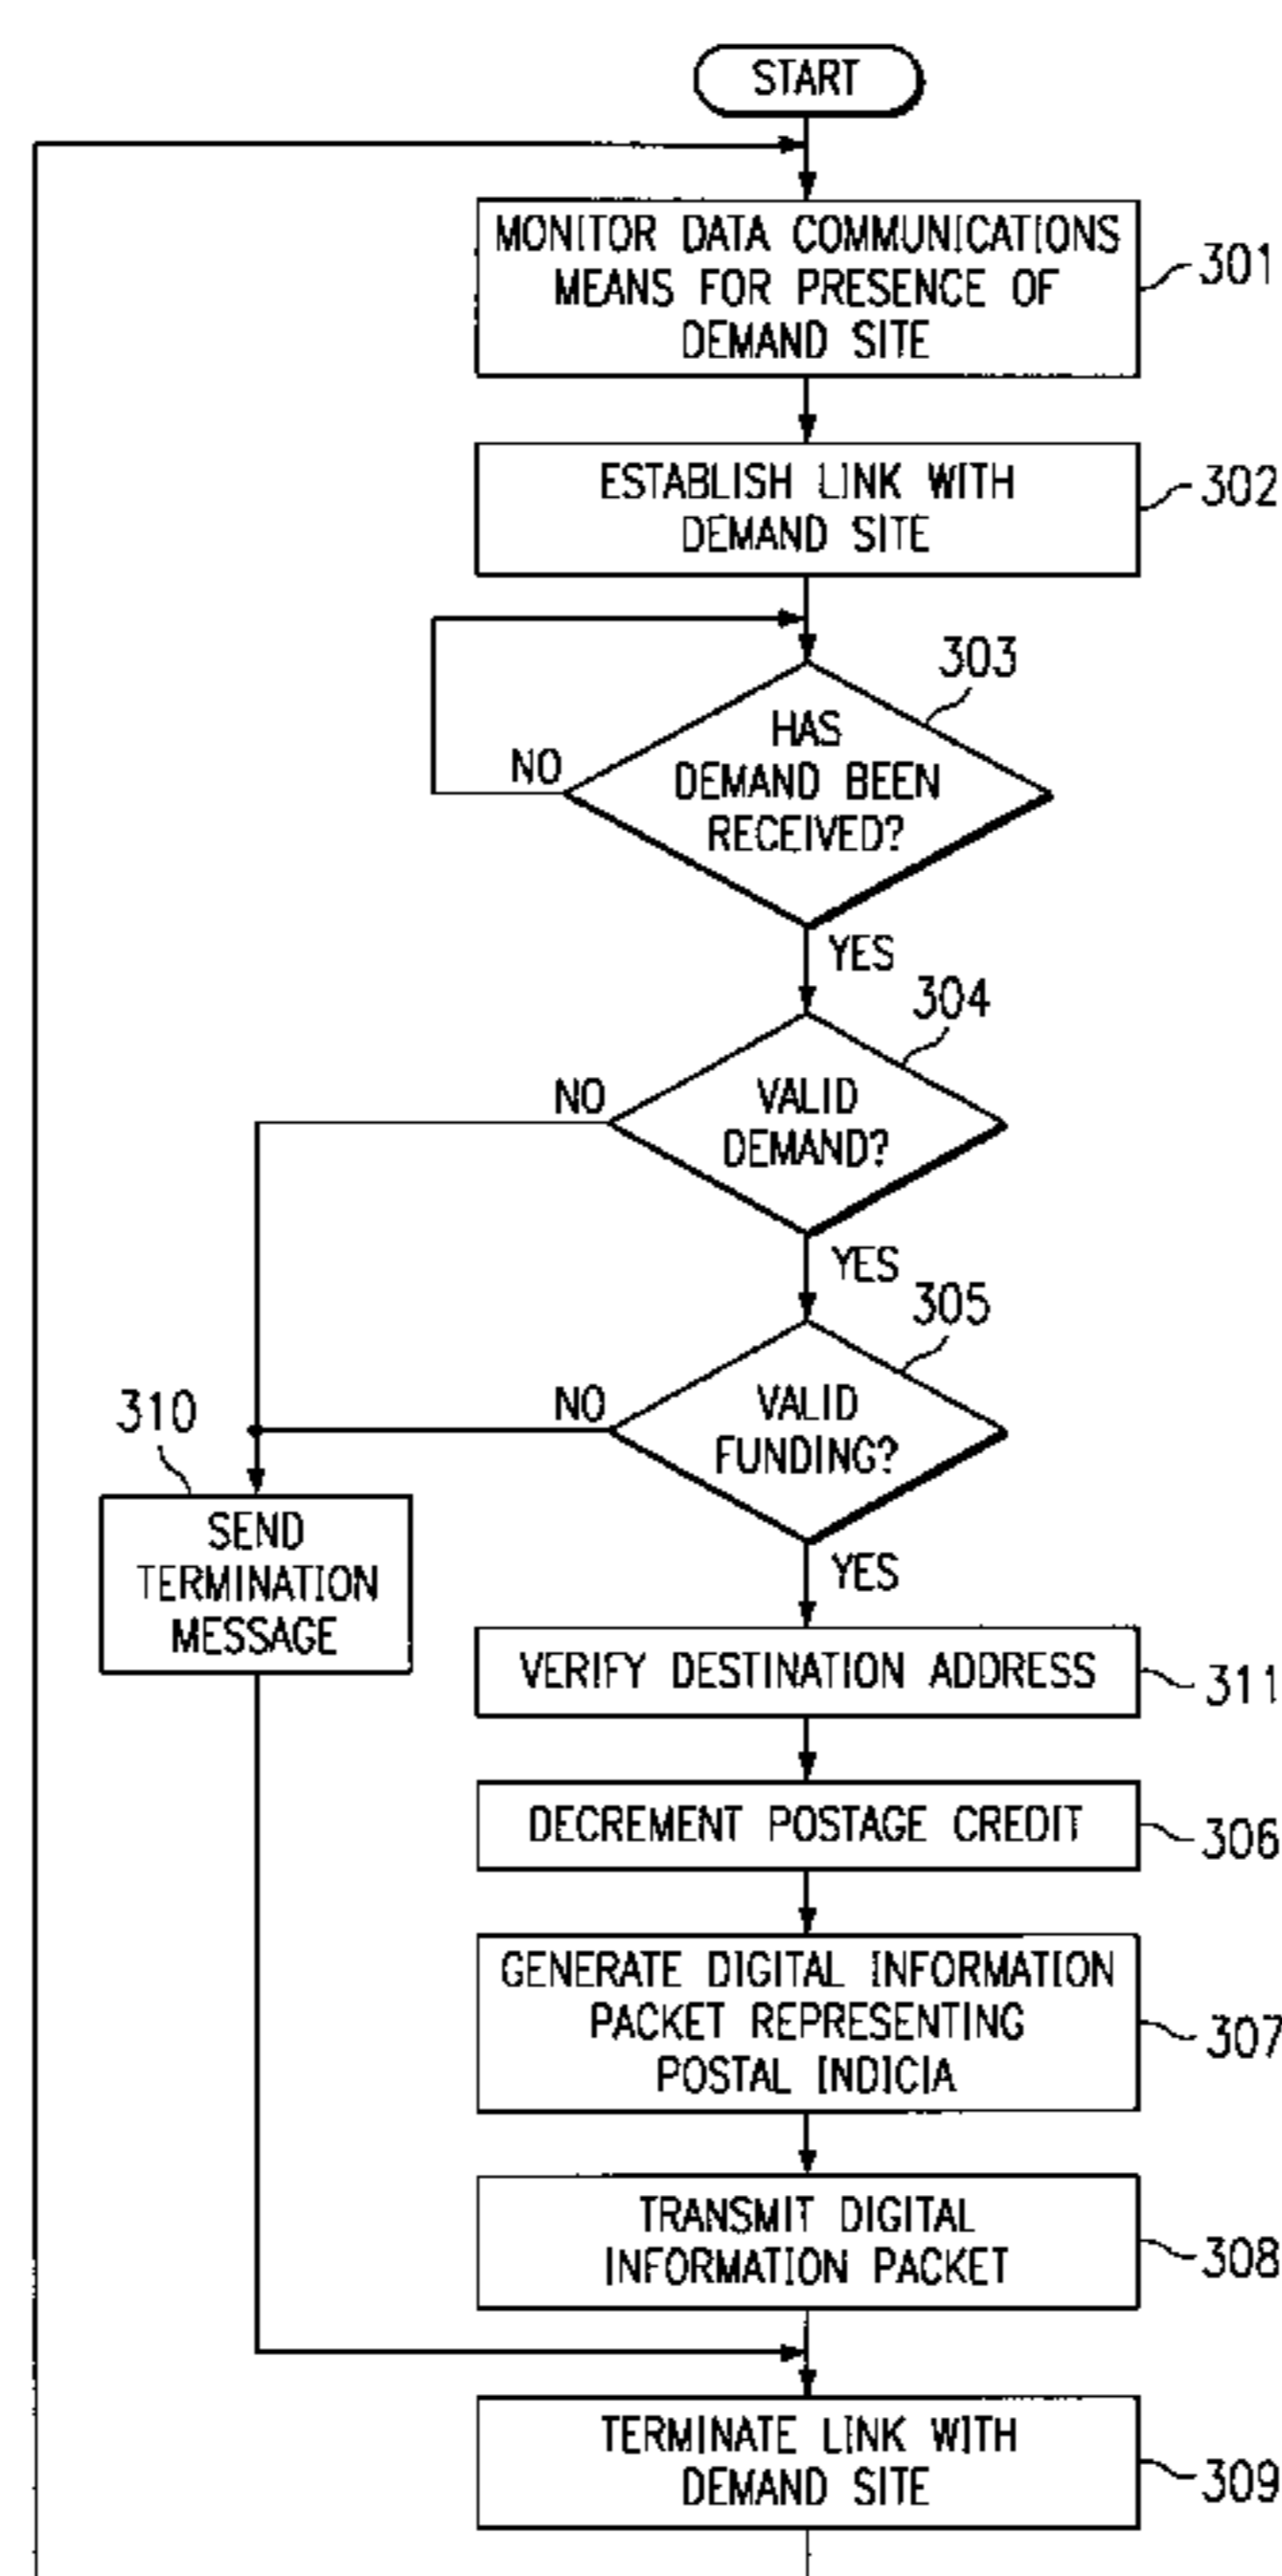 START
MONITOR DATA COMMUNICATIONS
MEANS FOR PRESENCE OF
DEMAND SITE
301
ESTABLISH LINK WITH
DEMAND SITE
302
303
HAS
DEMAND BEEN
RECEIVED?
NO
YES
304
VALID
DEMAND?
NO
YES
305
VALID
FUNDING?
NO
YES
310
SEND
TERMINATION
MESSAGE
VERIFY DESTINATION ADDRESS
311
DECREMENT POSTAGE CREDIT
306
GENERATE DIGITAL INFORMATION
PACKET REPRESENTING
POSTAL INDICIA
307
TRANSMIT DIGITAL
INFORMATION PACKET
308
TERMINATE LINK WITH
DEMAND SITE
309